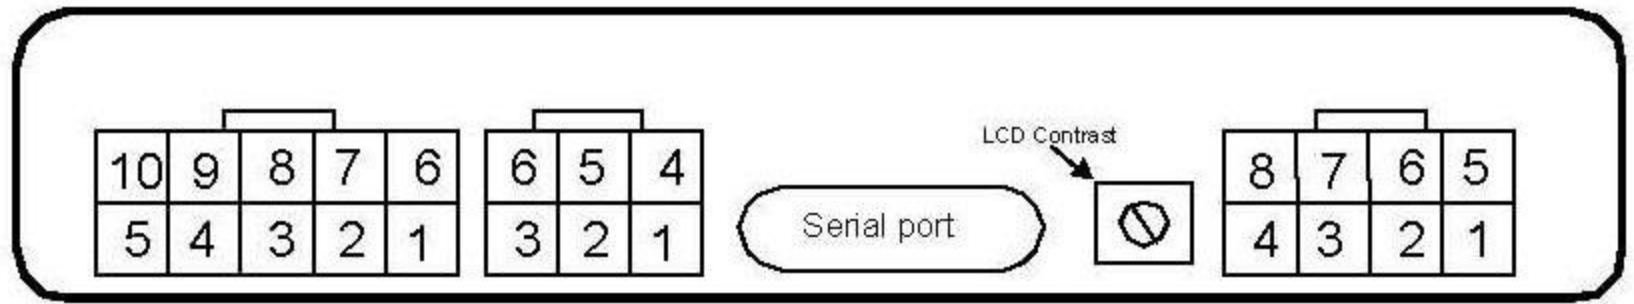 LCD Contrast
10 9 8 7 6 6 5 4 8 7 6 5
5 4 3 2 1 3 2 1 Serial port 4 3 2 1